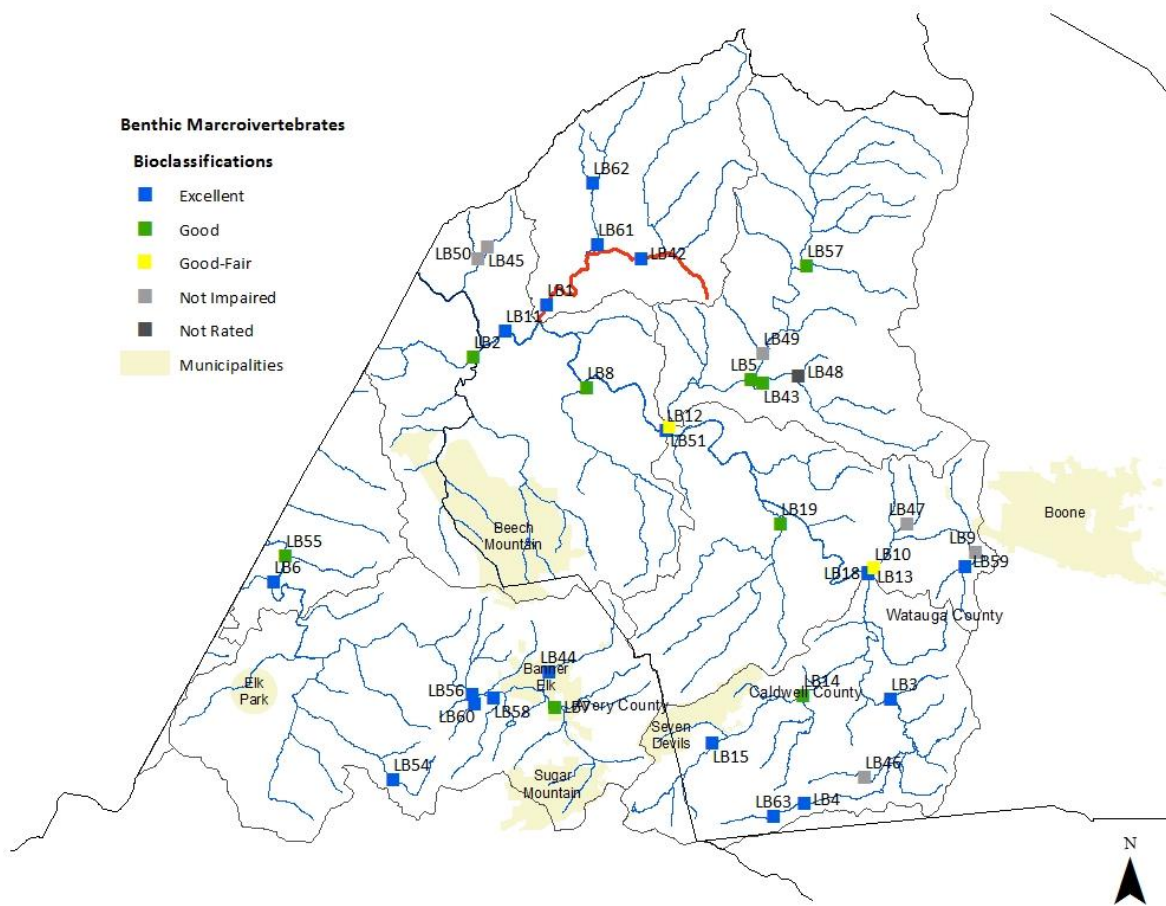 Benthic Marcroivertebrates
Bioclassifications
Excellent
Good
Good-Fair
Not Impaired
Not Rated
Municipalities
LB62
LB61
LB42
LB50
LB45
LB57
LB1
LB11
LB2
LB49
LB5
LB48
LB43
LB8
LB12
LB51
Beech
Mountain
Boone
LB19
LB47
LB9
LB10
LB59
LB18
LB13
LB55
LB6
Watauga County
LB44
Banner
Elk
LB56
LB58
LB60
LB7
Avery County
Elk
Park
LB14
Caldwell County
LB3
Seven
Devils
LB15
LB54
Sugar
Mountain
LB46
LB63
LB4
N